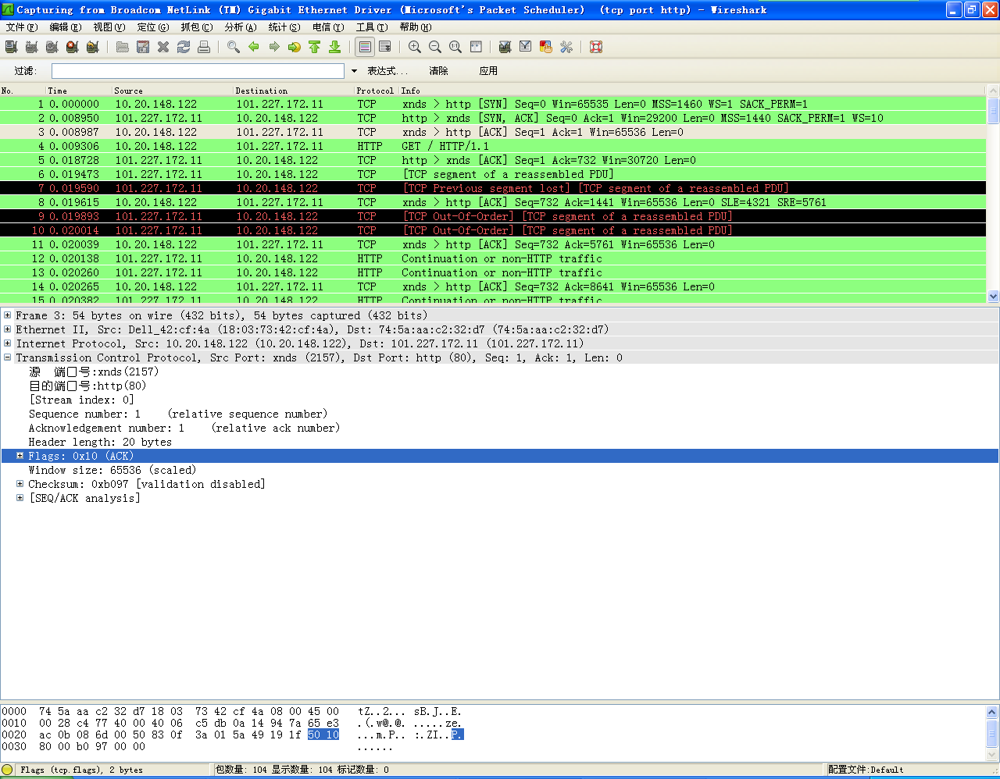 Capturing from Broadcom NetLink (TM) Gigabit Ethernet Driver (Microsoft's Packet Scheduler)  (tcp port http) - Wireshark
文件(F) 编辑(E) 视图(V) 定位(G) 抓包(C) 分析(A) 统计(S) 电信(Y) 工具(T) 帮助(H)
过滤: 表达式... 清除 应用
No. Time Source Destination Protocol Info
1 0.000000 10.20.148.122 101.227.172.11 TCP xnds > http [SYN] Seq=0 Win=65535 Len=0 MSS=1460 WS=1 SACK_PERM=1
2 0.008950 101.227.172.11 10.20.148.122 TCP http > xnds [SYN, ACK] Seq=0 Ack=1 Win=29200 Len=0 MSS=1440 SACK_PERM=1 WS=10
3 0.008987 10.20.148.122 101.227.172.11 TCP xnds > http [ACK] Seq=1 Ack=1 Win=65536 Len=0
4 0.009306 10.20.148.122 101.227.172.11 HTTP GET / HTTP/1.1
5 0.018728 101.227.172.11 10.20.148.122 TCP http > xnds [ACK] Seq=1 Ack=732 Win=30720 Len=0
6 0.019473 101.227.172.11 10.20.148.122 TCP [TCP segment of a reassembled PDU]
7 0.019590 101.227.172.11 10.20.148.122 TCP [TCP Previous segment lost] [TCP segment of a reassembled PDU]
8 0.019615 10.20.148.122 101.227.172.11 TCP xnds > http [ACK] Seq=732 Ack=1441 Win=65536 Len=0 SLE=4321 SRE=5761
9 0.019893 101.227.172.11 10.20.148.122 TCP [TCP Out-Of-Order] [TCP segment of a reassembled PDU]
10 0.020014 101.227.172.11 10.20.148.122 TCP [TCP Out-Of-Order] [TCP segment of a reassembled PDU]
11 0.020039 10.20.148.122 101.227.172.11 TCP xnds > http [ACK] Seq=732 Ack=5761 Win=65536 Len=0
12 0.020138 101.227.172.11 10.20.148.122 HTTP Continuation or non-HTTP traffic
13 0.020260 101.227.172.11 10.20.148.122 HTTP Continuation or non-HTTP traffic
14 0.020265 10.20.148.122 101.227.172.11 TCP xnds > http [ACK] Seq=732 Ack=8641 Win=65536 Len=0
15 0.020382 101.227.172.11 10.20.148.122 HTTP Continuation or non-HTTP traffic
Frame 3: 54 bytes on wire (432 bits), 54 bytes captured (432 bits)
Ethernet II, Src: Dell_42:cf:4a (18:03:73:42:cf:4a), Dst: 74:5a:aa:c2:32:d7 (74:5a:aa:c2:32:d7)
Internet Protocol, Src: 10.20.148.122 (10.20.148.122), Dst: 101.227.172.11 (101.227.172.11)
Transmission Control Protocol, Src Port: xnds (2157), Dst Port: http (80), Seq: 1, Ack: 1, Len: 0
源  端口号:xnds(2157)
目的端口号:http(80)
[Stream index: 0]
Sequence number: 1    (relative sequence number)
Acknowledgement number: 1    (relative ack number)
Header length: 20 bytes
Flags: 0x10 (ACK)
Window size: 65536 (scaled)
Checksum: 0xb097 [validation disabled]
[SEQ/ACK analysis]
0000  74 5a aa c2 32 d7 18 03  73 42 cf 4a 08 00 45 00   tZ..2... sB.J..E.
0010  00 28 c4 77 40 00 40 06  c5 db 0a 14 94 7a 65 e3   .(.w@.@. .....ze.
0020  ac 0b 08 6d 00 50 83 0f  3a 01 5a 49 19 1f 50 10   ...m.P.. :.ZI..P.
0030  80 00 b0 97 00 00   ......
Flags (tcp.flags), 2 bytes 包数量: 104 显示数量: 104 标记数量: 0 配置文件:Default